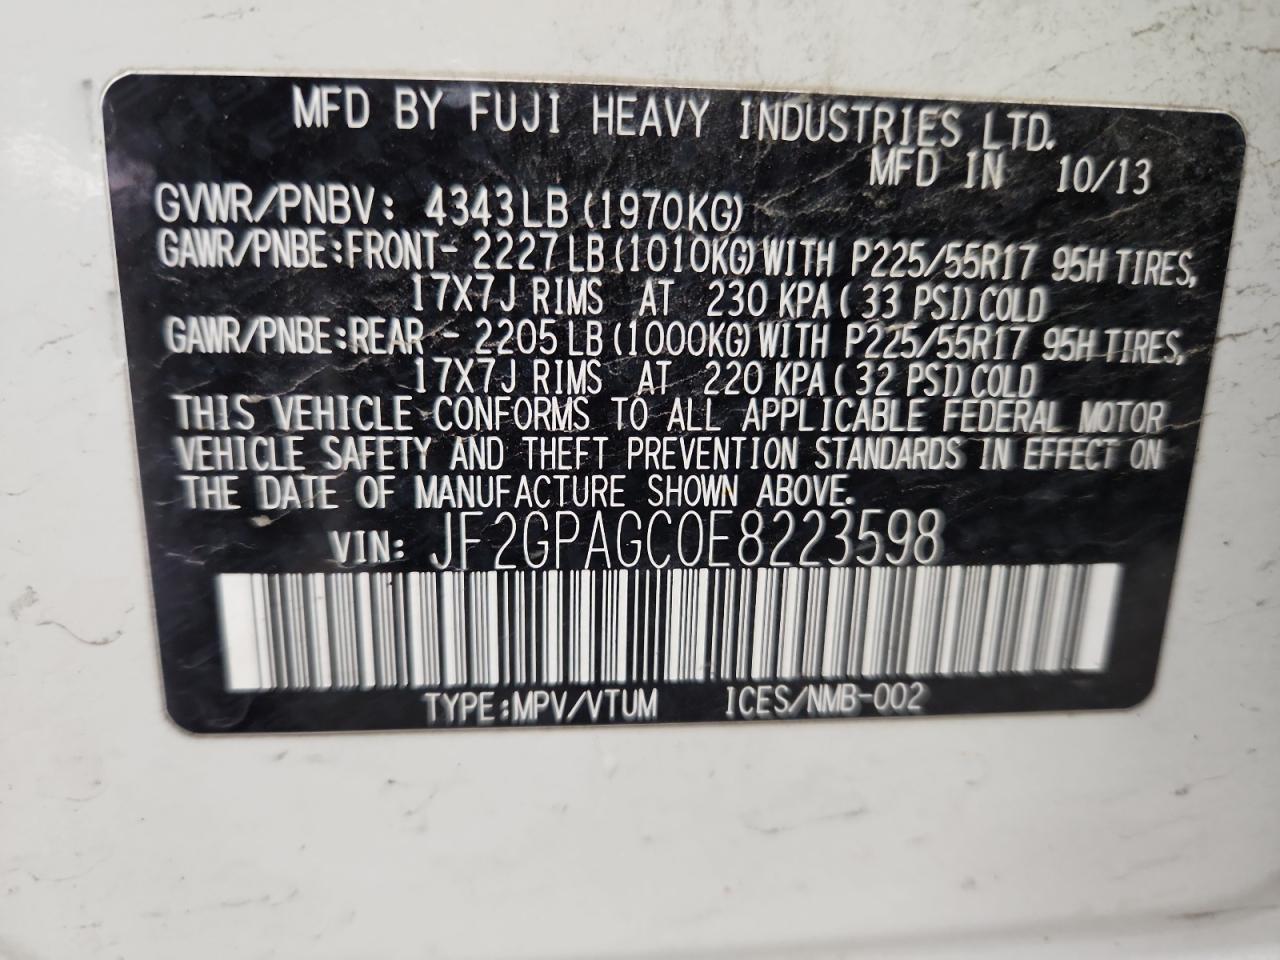 MFD BY FUJI HEAVY INDUSTRIES LTD.
MFD IN 10/13
GVWR/PNBV: 4343LB (1970KG)
GAWR/PNBE:FRONT- 2227 LB (1010KG) WITH P225/55R17 95H TIRES,
17X7J RIMS AT 230 KPA ( 33 PSI) COLD
GAWR/PNBE:REAR - 2205 LB (1000KG) WITH P225/55R17 95H TIRES,
17X7J RIMS AT 220 KPA ( 32 PSI) COLD
THIS VEHICLE CONFORMS TO ALL APPLICABLE FEDERAL MOTOR
VEHICLE SAFETY AND THEFT PREVENTION STANDARDS IN EFFECT ON
THE DATE OF MANUFACTURE SHOWN ABOVE.
VIN: JF2GPAGC0E8223598
TYPE:MPV/VTUM ICES/NMB-002